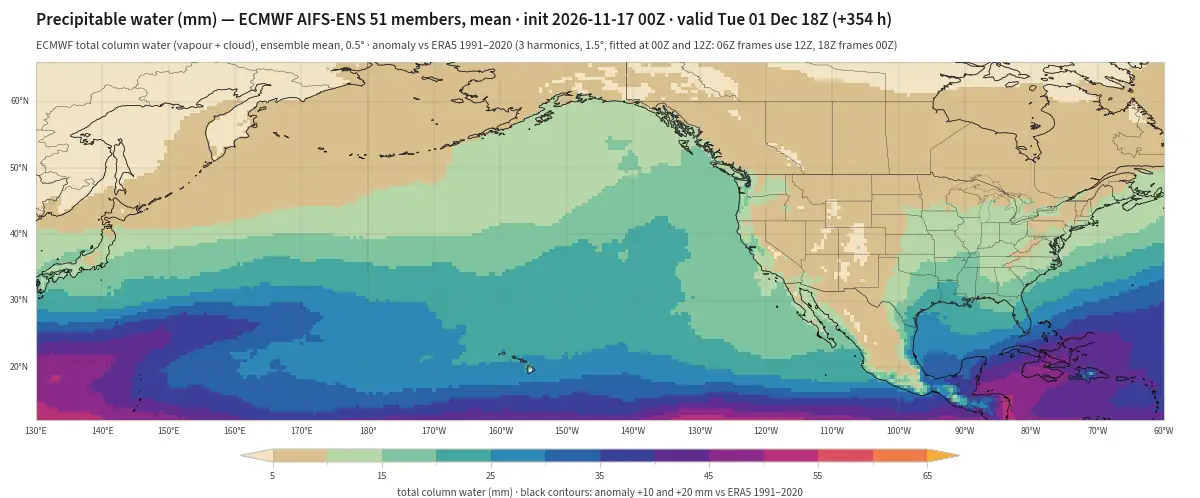 Precipitable water (mm) — ECMWF AIFS-ENS 51 members, mean · init 2026-11-17 00Z · valid Tue 01 Dec 18Z (+354 h)
ECMWF total column water (vapour + cloud), ensemble mean, 0.5° · anomaly vs ERA5 1991–2020 (3 harmonics, 1.5°, fitted at 00Z and 12Z: 06Z frames use 12Z, 18Z frames 00Z)
60°N
50°N
40°N
30°N
20°N
130°E 140°E 150°E 160°E 170°E 180° 170°W 160°W 150°W 140°W 130°W 120°W 110°W 100°W 90°W 80°W 70°W 60°W
5 15 25 35 45 55 65
total column water (mm) · black contours: anomaly +10 and +20 mm vs ERA5 1991–2020